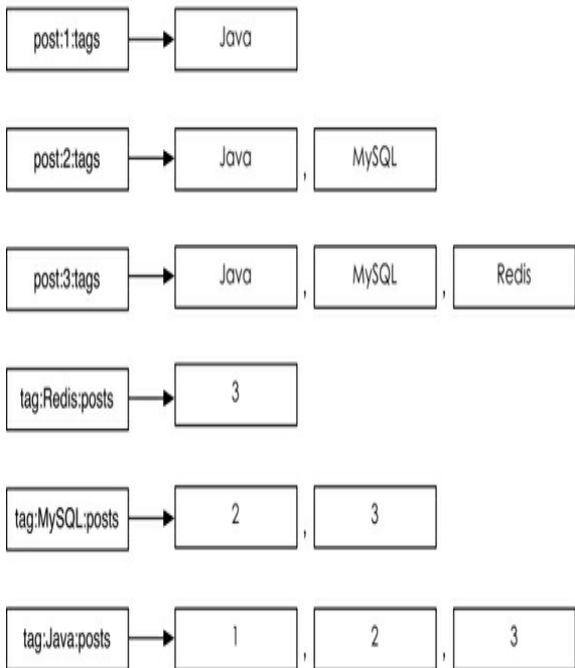 post:1:tags Java
post:2:tags Java , MySQL
post:3:tags Java , MySQL , Redis
tag:Redis:posts 3
tag:MySQL:posts 2 , 3
tag:Java:posts 1 , 2 , 3